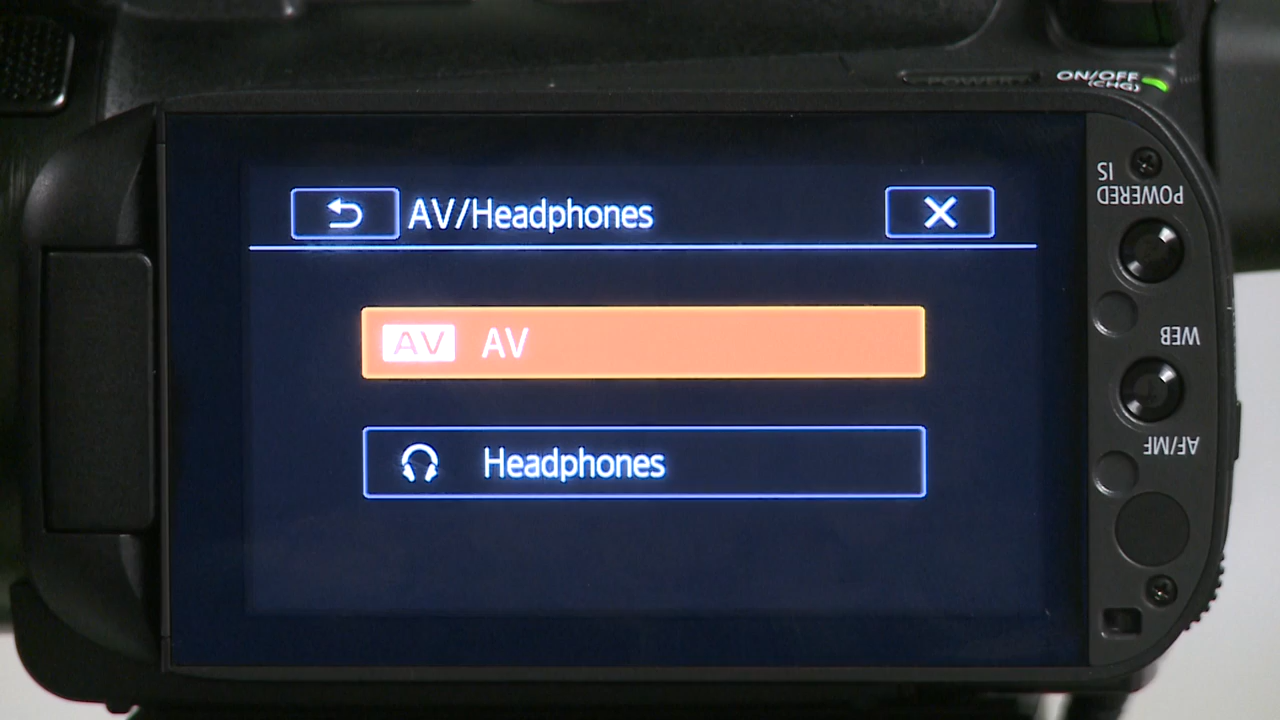 POWER
ON/OFF
(CHG)
AV/Headphones
AV AV
Headphones
POWERED
IS
WEB
AF/MF